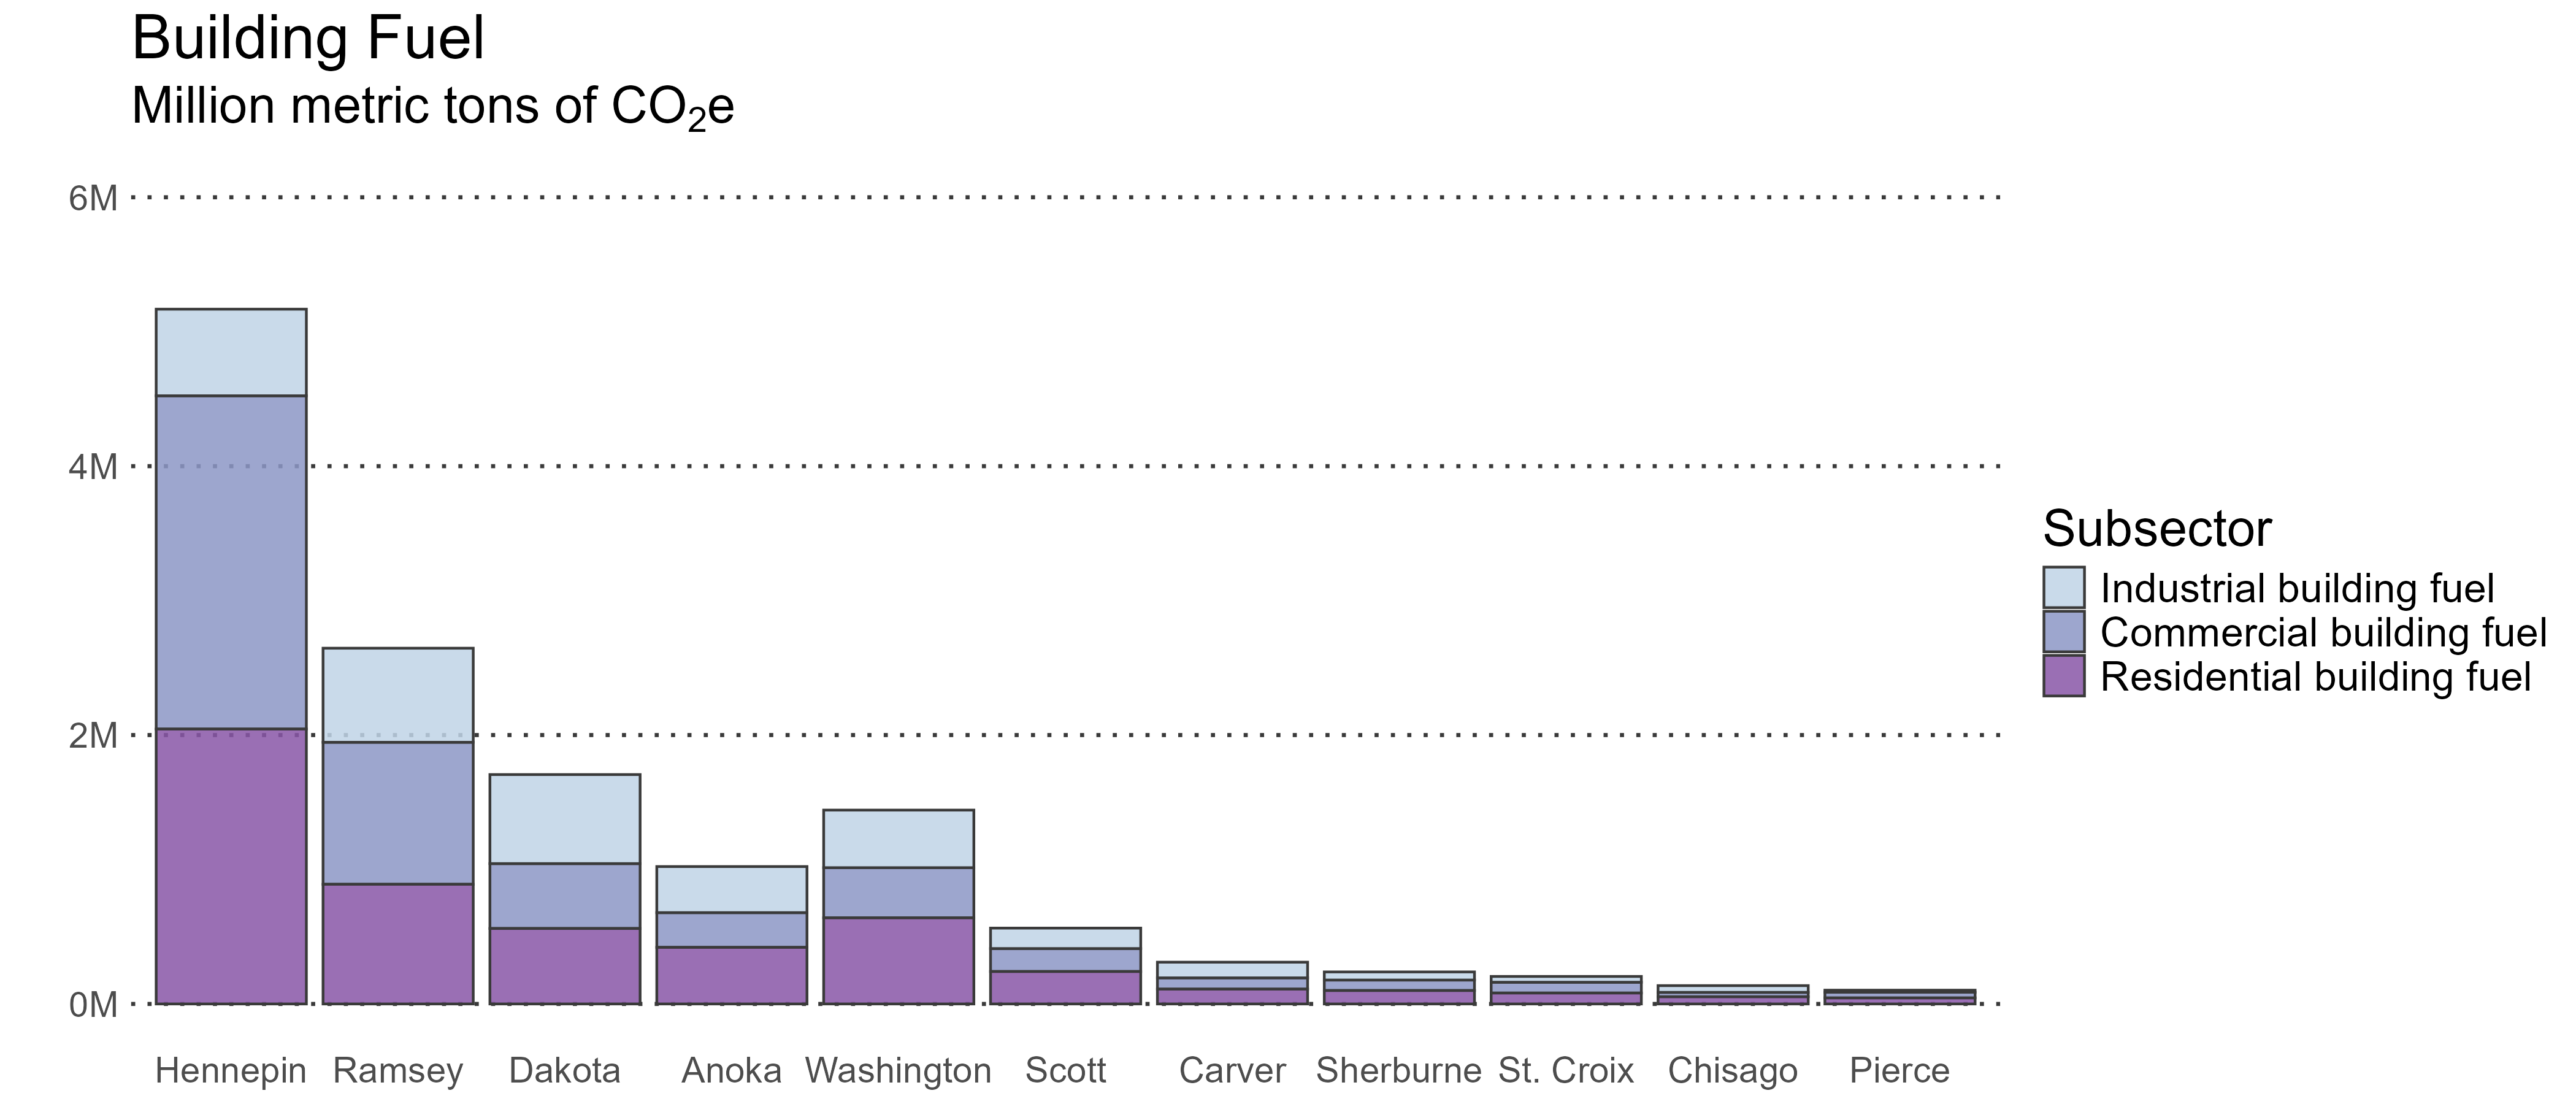 Building Fuel
Million metric tons of CO₂e
6M
4M
2M
0M
Hennepin Ramsey Dakota Anoka Washington Scott Carver Sherburne St. Croix Chisago Pierce
Subsector
Industrial building fuel
Commercial building fuel
Residential building fuel